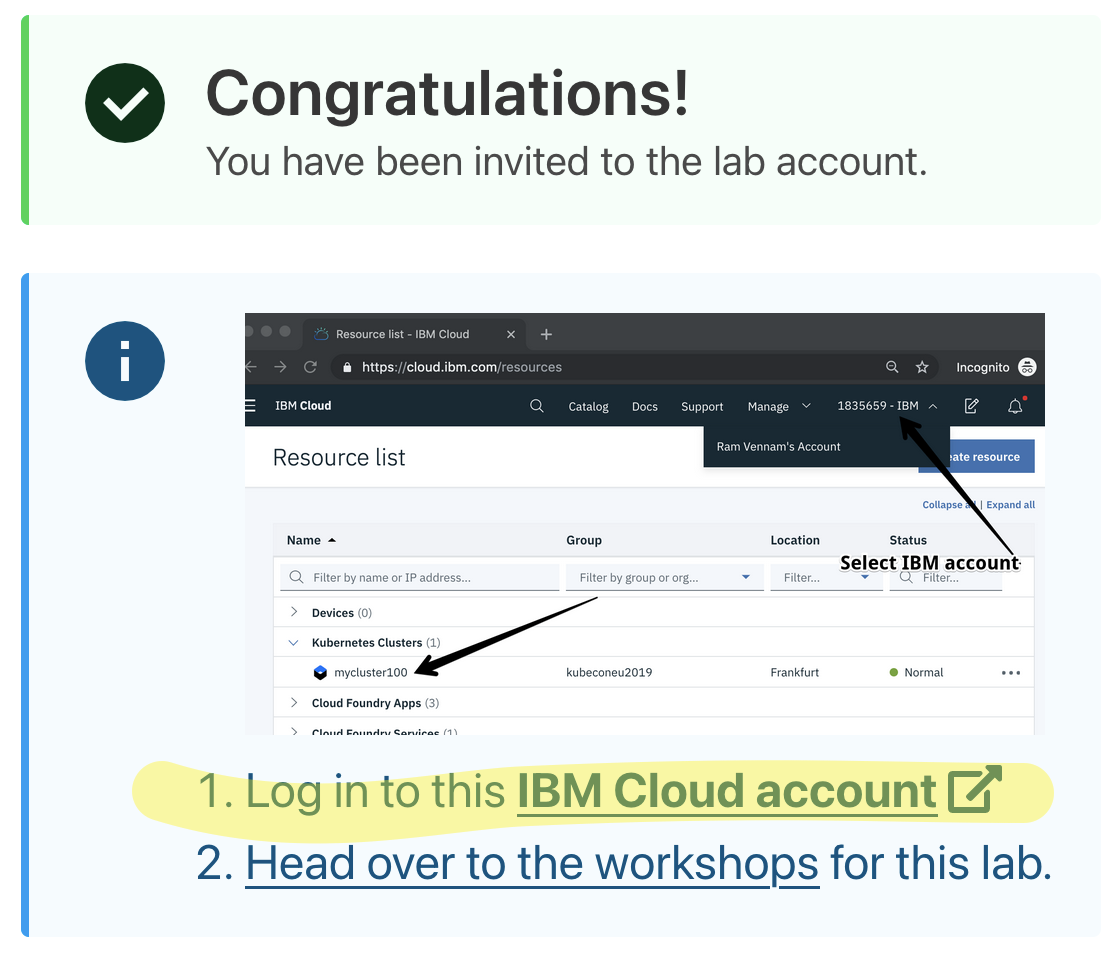 Congratulations!
You have been invited to the lab account.
Resource list - IBM Cloud
https://cloud.ibm.com/resources
Incognito
IBM Cloud
Catalog
Docs
Support
Manage
1835659 - IBM
Ram Vennam's Account
Resource list
eate resource
Collapse a | Expand all
Name
Group
Location
Status
Select IBM account
Filter by name or IP address...
Filter by group or org...
Filter...
Filter...
Devices (0)
Kubernetes Clusters (1)
mycluster100
kubeconeu2019
Frankfurt
Normal
Cloud Foundry Apps (3)
Cloud Foundry Services (1)
1. Log in to this IBM Cloud account
2. Head over to the workshops for this lab.